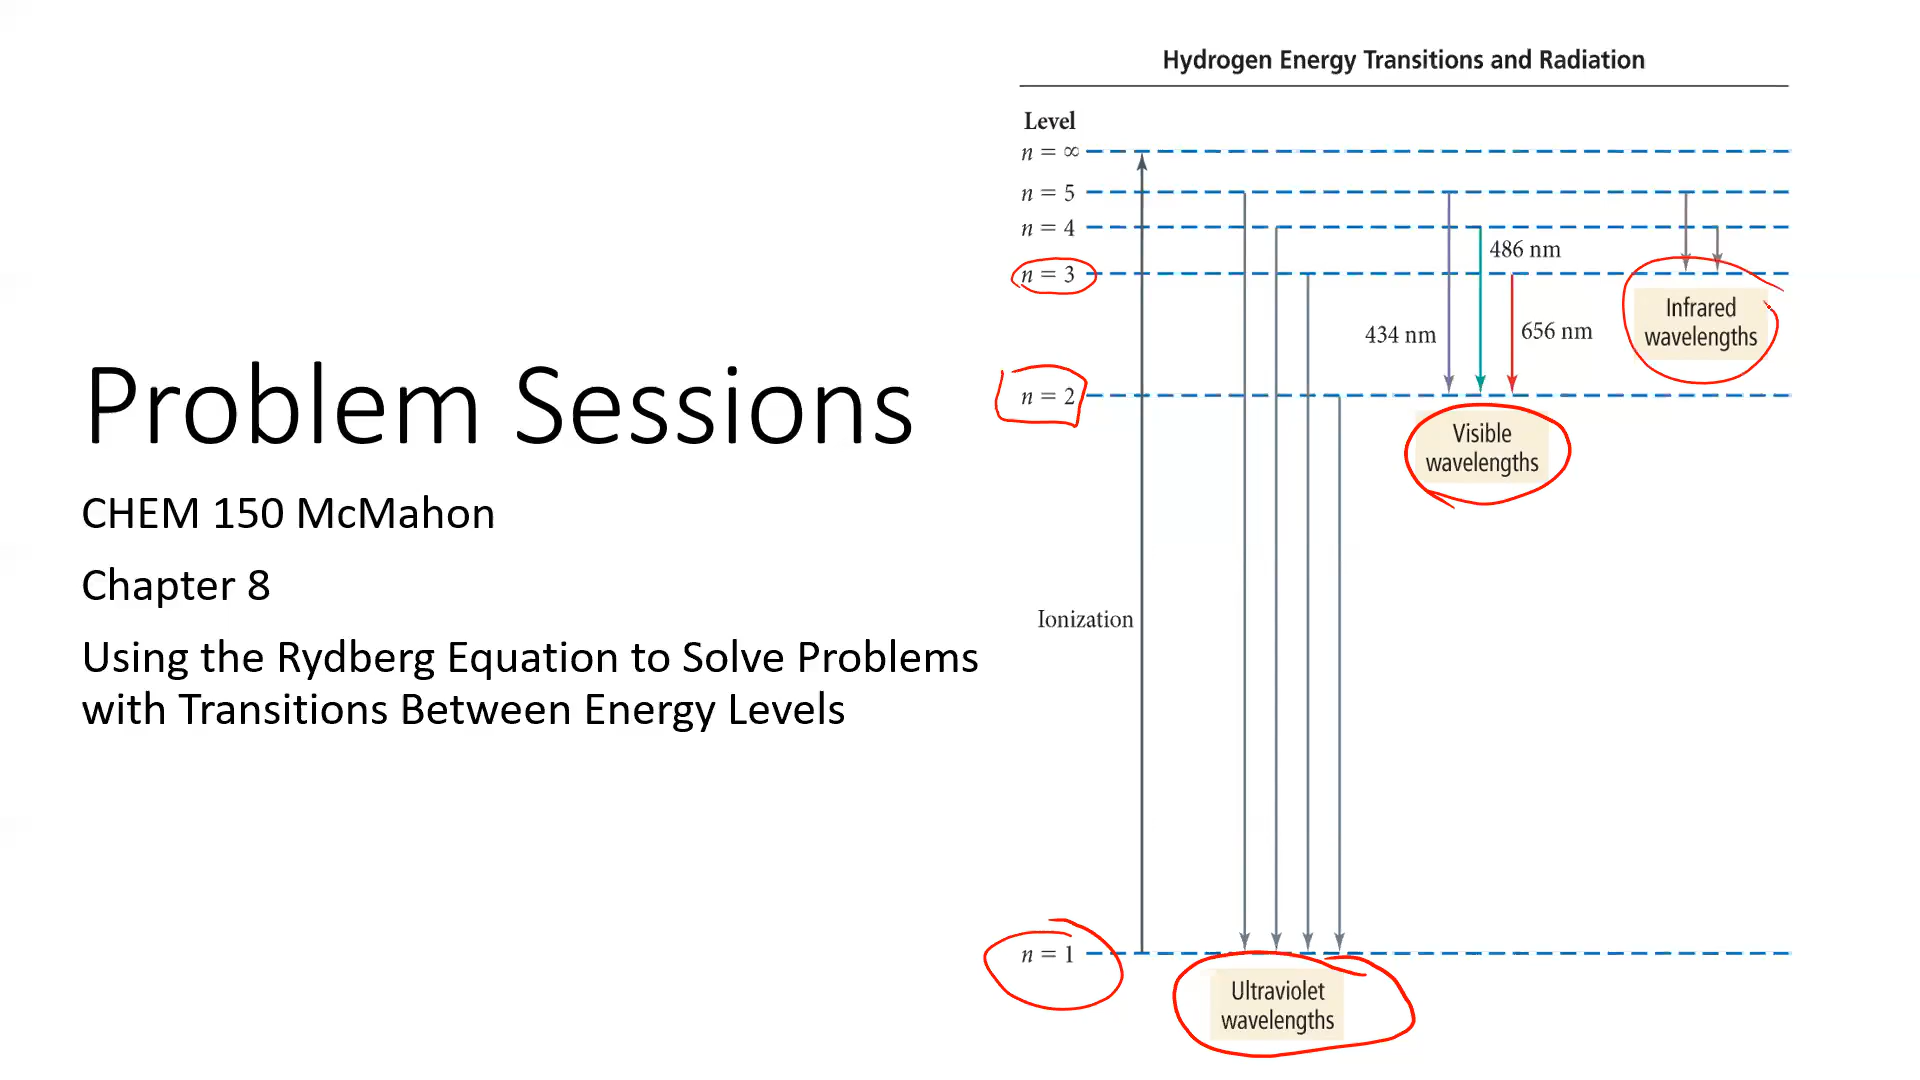 Problem Sessions
CHEM 150 McMahon
Chapter 8
Using the Rydberg Equation to Solve Problems
with Transitions Between Energy Levels
Hydrogen Energy Transitions and Radiation
Level
n = ∞
n = 5
n = 4
486 nm
n = 3
Infrared
wavelengths
434 nm
656 nm
n = 2
Visible
wavelengths
Ionization
n = 1
Ultraviolet
wavelengths